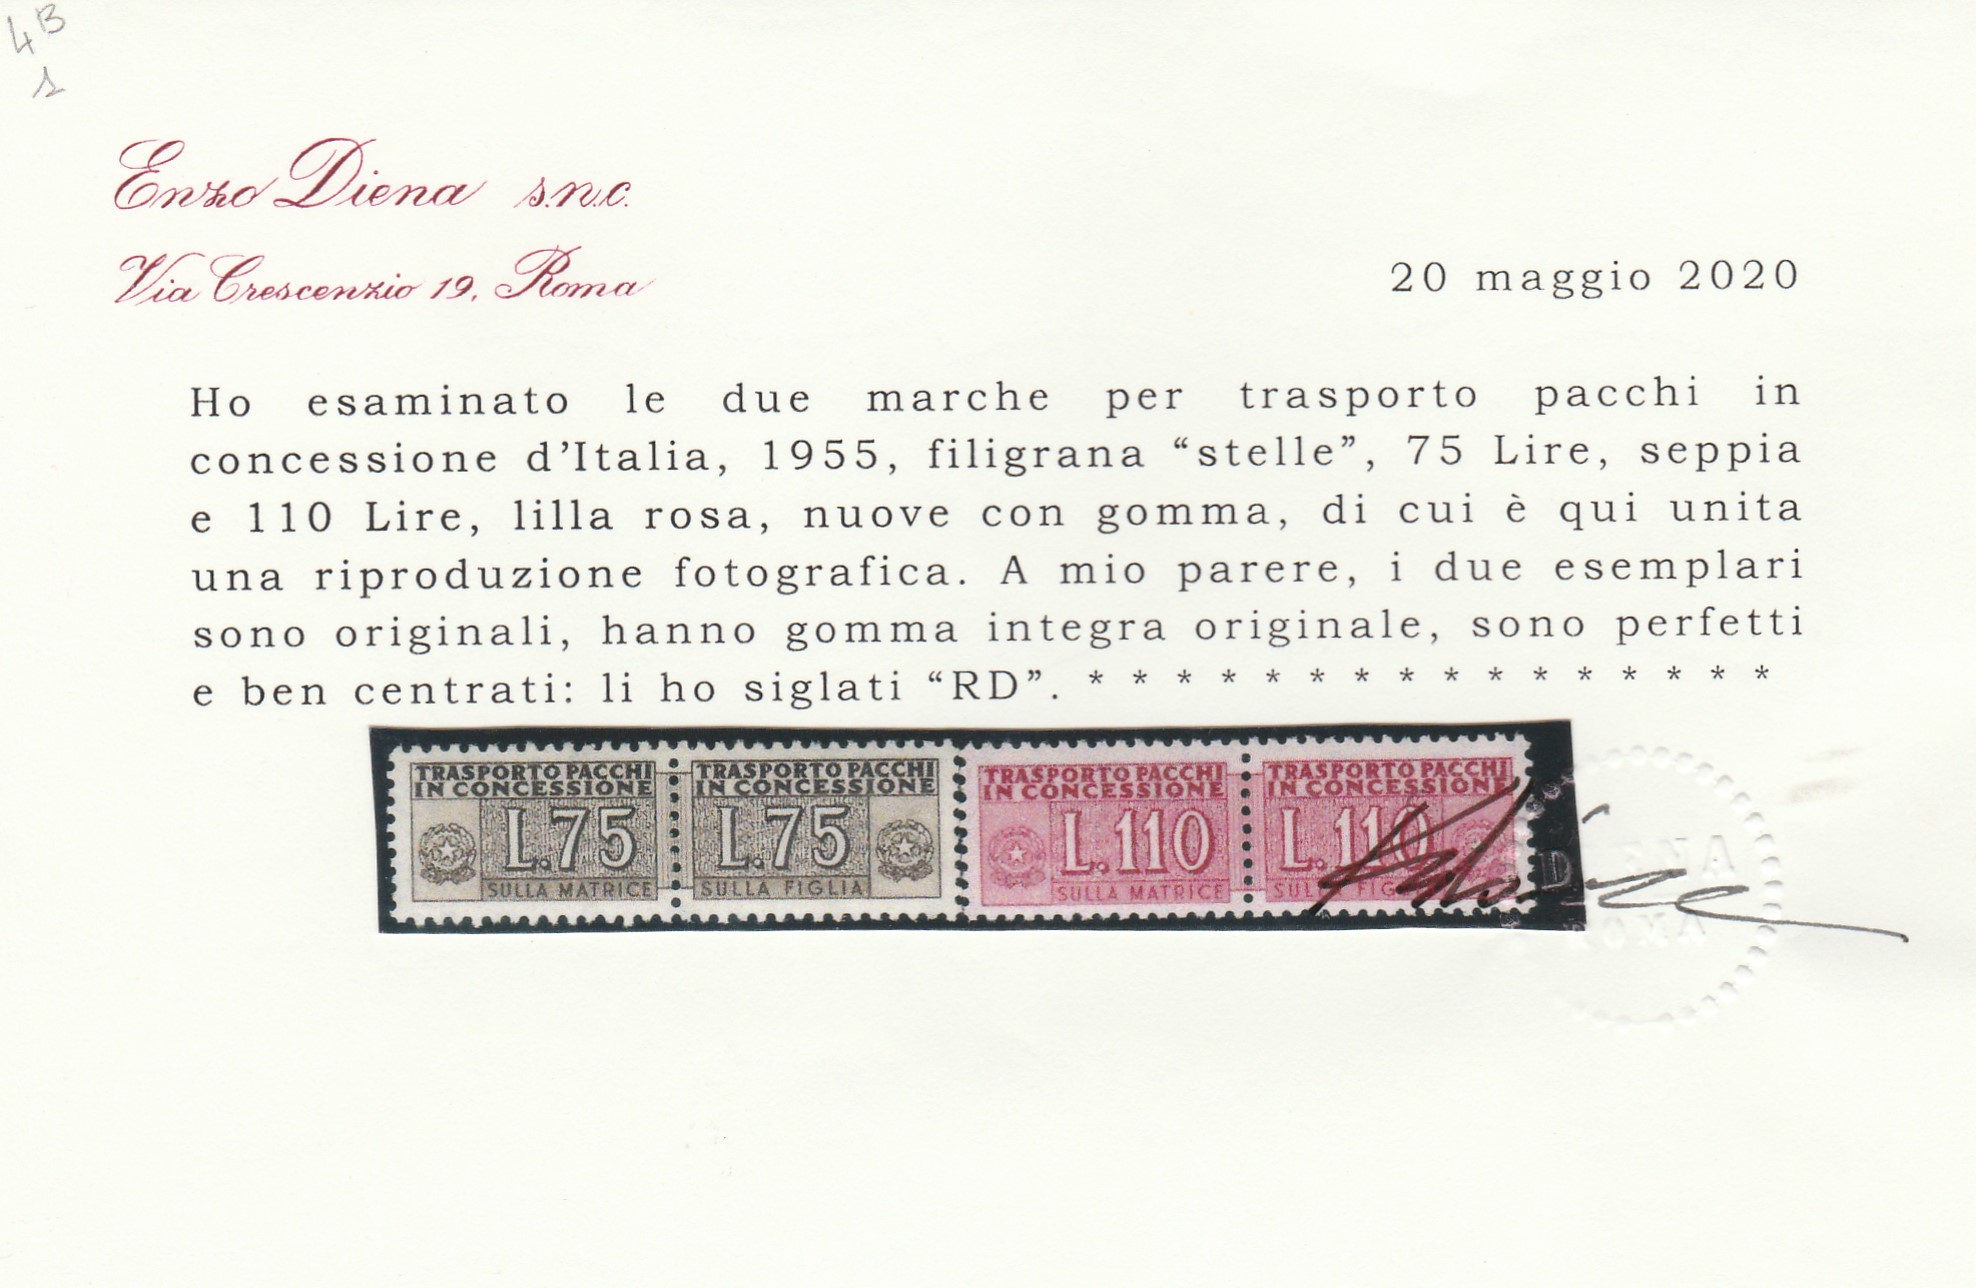 4B
1
Enzo Diena s.n.c.
Via Crescenzio 19, Roma
20 maggio 2020
Ho esaminato le due marche per trasporto pacchi in
concessione d'Italia, 1955, filigrana “stelle”, 75 Lire, seppia
e 110 Lire, lilla rosa, nuove con gomma, di cui è qui unita
una riproduzione fotografica. A mio parere, i due esemplari
sono originali, hanno gomma integra originale, sono perfetti
e ben centrati: li ho siglati “RD”. * * * * * * * * * * * * * * * *
TRASPORTO PACCHI
IN CONCESSIONE
L.75
SULLA MATRICE
TRASPORTO PACCHI
IN CONCESSIONE
L.75
SULLA FIGLIA
TRASPORTO PACCHI
IN CONCESSIONE
L.110
SULLA MATRICE
TRASPORTO PACCHI
IN CONCESSIONE
L.110